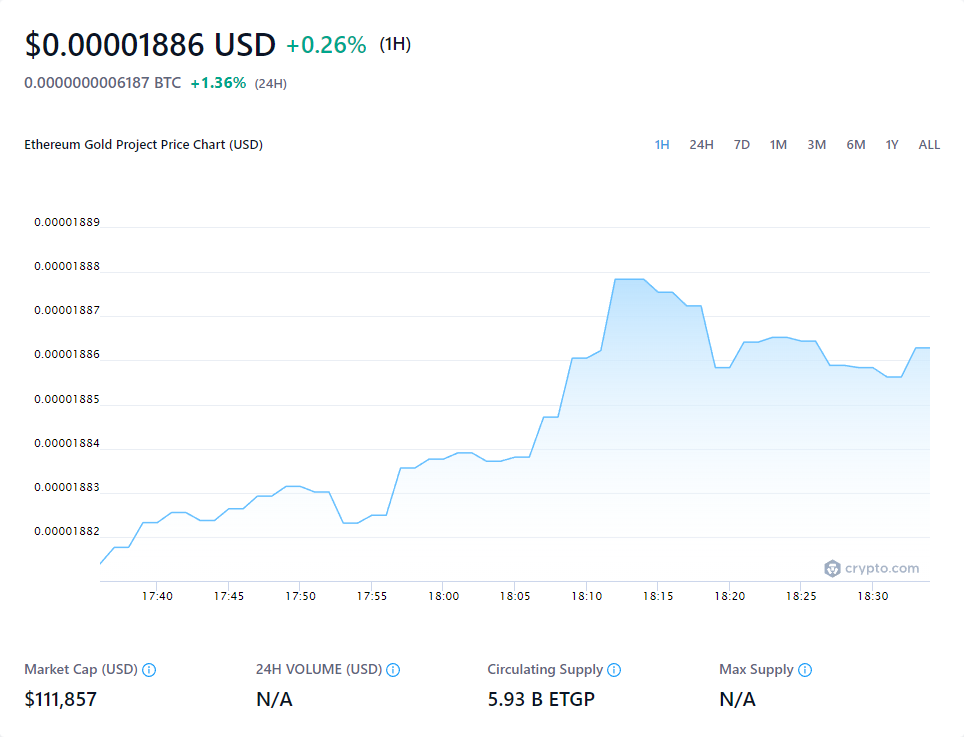 $0.00001886 USD +0.26% (1H)
0.0000000006187 BTC +1.36% (24H)
Ethereum Gold Project Price Chart (USD) 1H 24H 7D 1M 3M 6M 1Y ALL
0.00001889
0.00001888
0.00001887
0.00001886
0.00001885
0.00001884
0.00001883
0.00001882
crypto.com
17:40 17:45 17:50 17:55 18:00 18:05 18:10 18:15 18:20 18:25 18:30
Market Cap (USD) 24H VOLUME (USD) Circulating Supply Max Supply
$111,857 N/A 5.93 B ETGP N/A